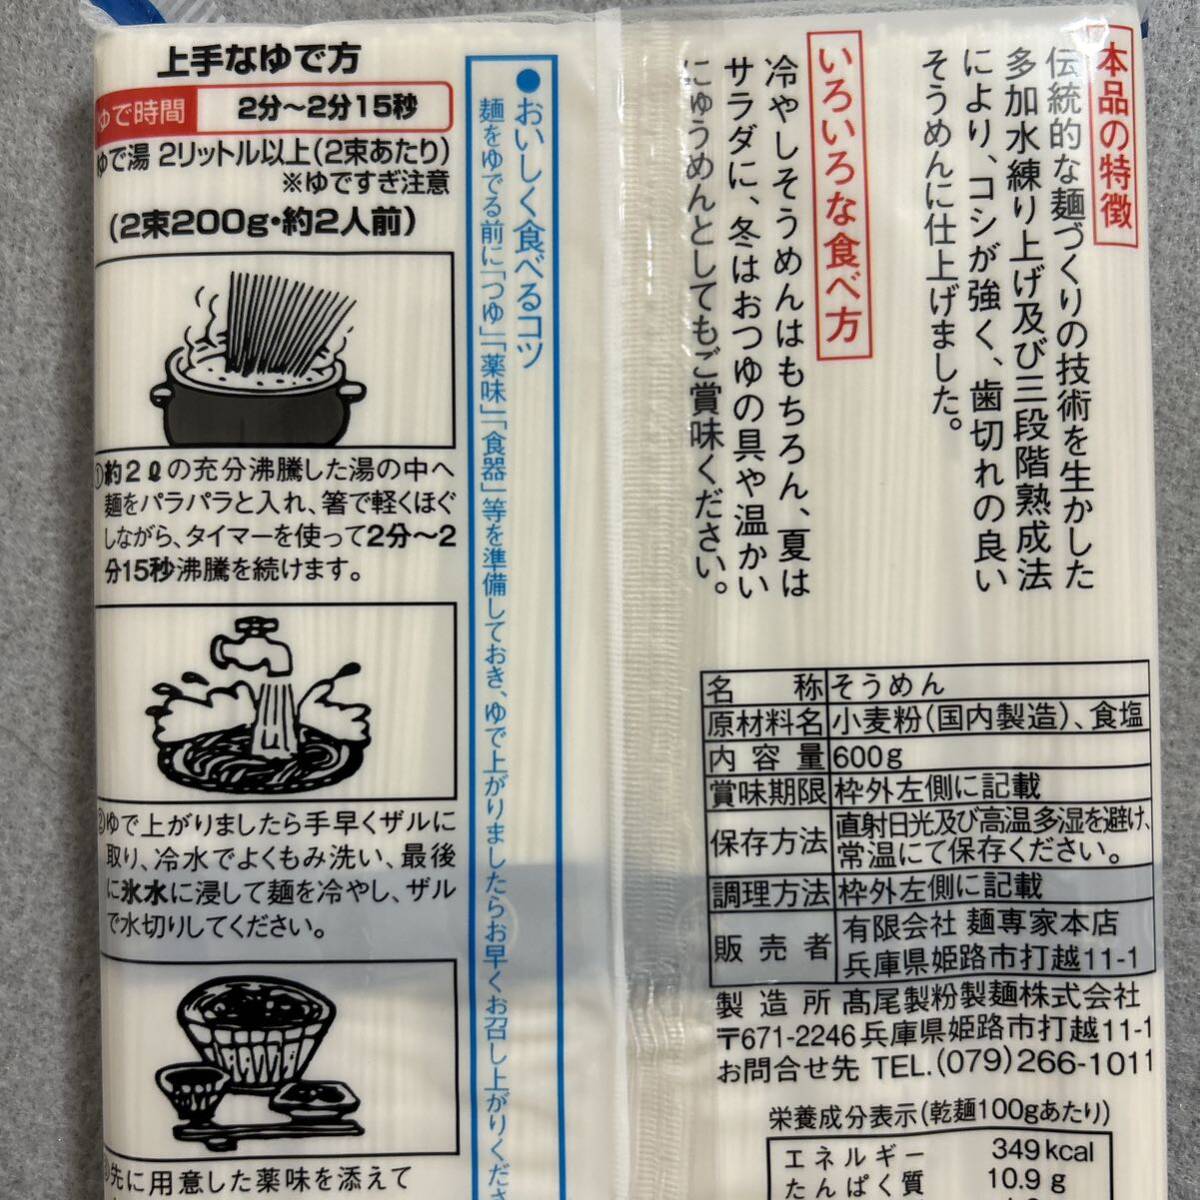 本品の特徴
伝統的な麺づくりの技術を生かした
多加水練り上げ及び三段階熟成法
により、コシが強く、歯切れの良い
そうめんに仕上げました。
いろいろな食べ方
冷やしそうめんはもちろん、夏は
サラダに、冬はおつゆの具や温かい
にゅうめんとしてもご賞味ください。
●おいしく食べるコツ
麺をゆでる前に「つゆ」「薬味」「食器」等を準備しておき、ゆで上がりましたらお早くお召し上がりくださ
上手なゆで方
ゆで時間 2分〜2分15秒
ゆで湯 2リットル以上(2束あたり)
※ゆですぎ注意
(2束200g・約2人前)
①約2ℓの充分沸騰した湯の中へ
麺をパラパラと入れ、箸で軽くほぐ
しながら、タイマーを使って2分〜2
分15秒沸騰を続けます。
②ゆで上がりましたら手早くザルに
取り、冷水でよくもみ洗い、最後
に氷水に浸して麺を冷やし、ザル
で水切りしてください。
③先に用意した薬味を添えて
名称 そうめん
原材料名 小麦粉(国内製造)、食塩
内容量 600g
賞味期限 枠外左側に記載
保存方法 直射日光及び高温多湿を避け、
常温にて保存ください。
調理方法 枠外左側に記載
販売者 有限会社 麺専家本店
兵庫県姫路市打越11-1
製造所 髙尾製粉製麺株式会社
〒671-2246 兵庫県姫路市打越11-1
お問合せ先 TEL.(079)266-1011
栄養成分表示(乾麺100gあたり)
エネルギー 349kcal
たんぱく質 10.9g